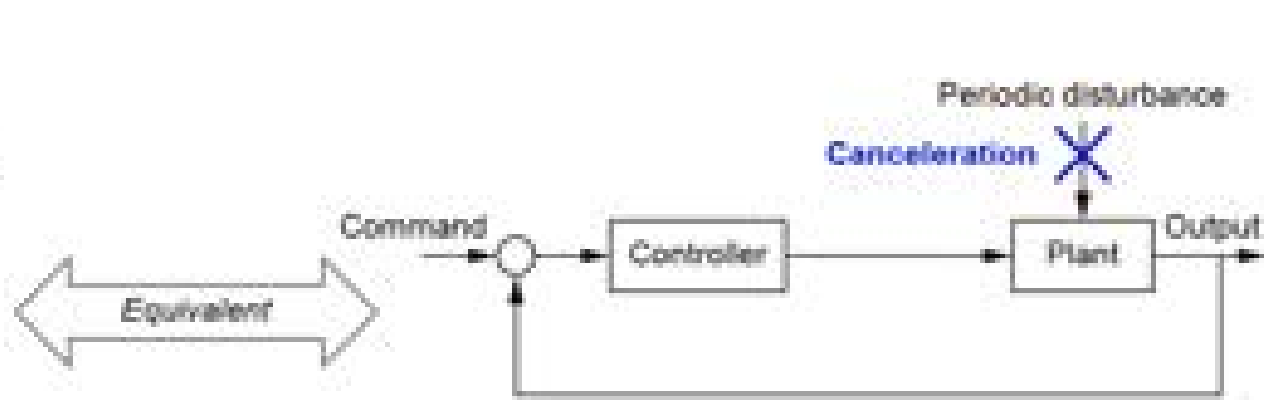 Periodic disturbance
Canceleration
Command
Output
Controller
Plant
Equivalent